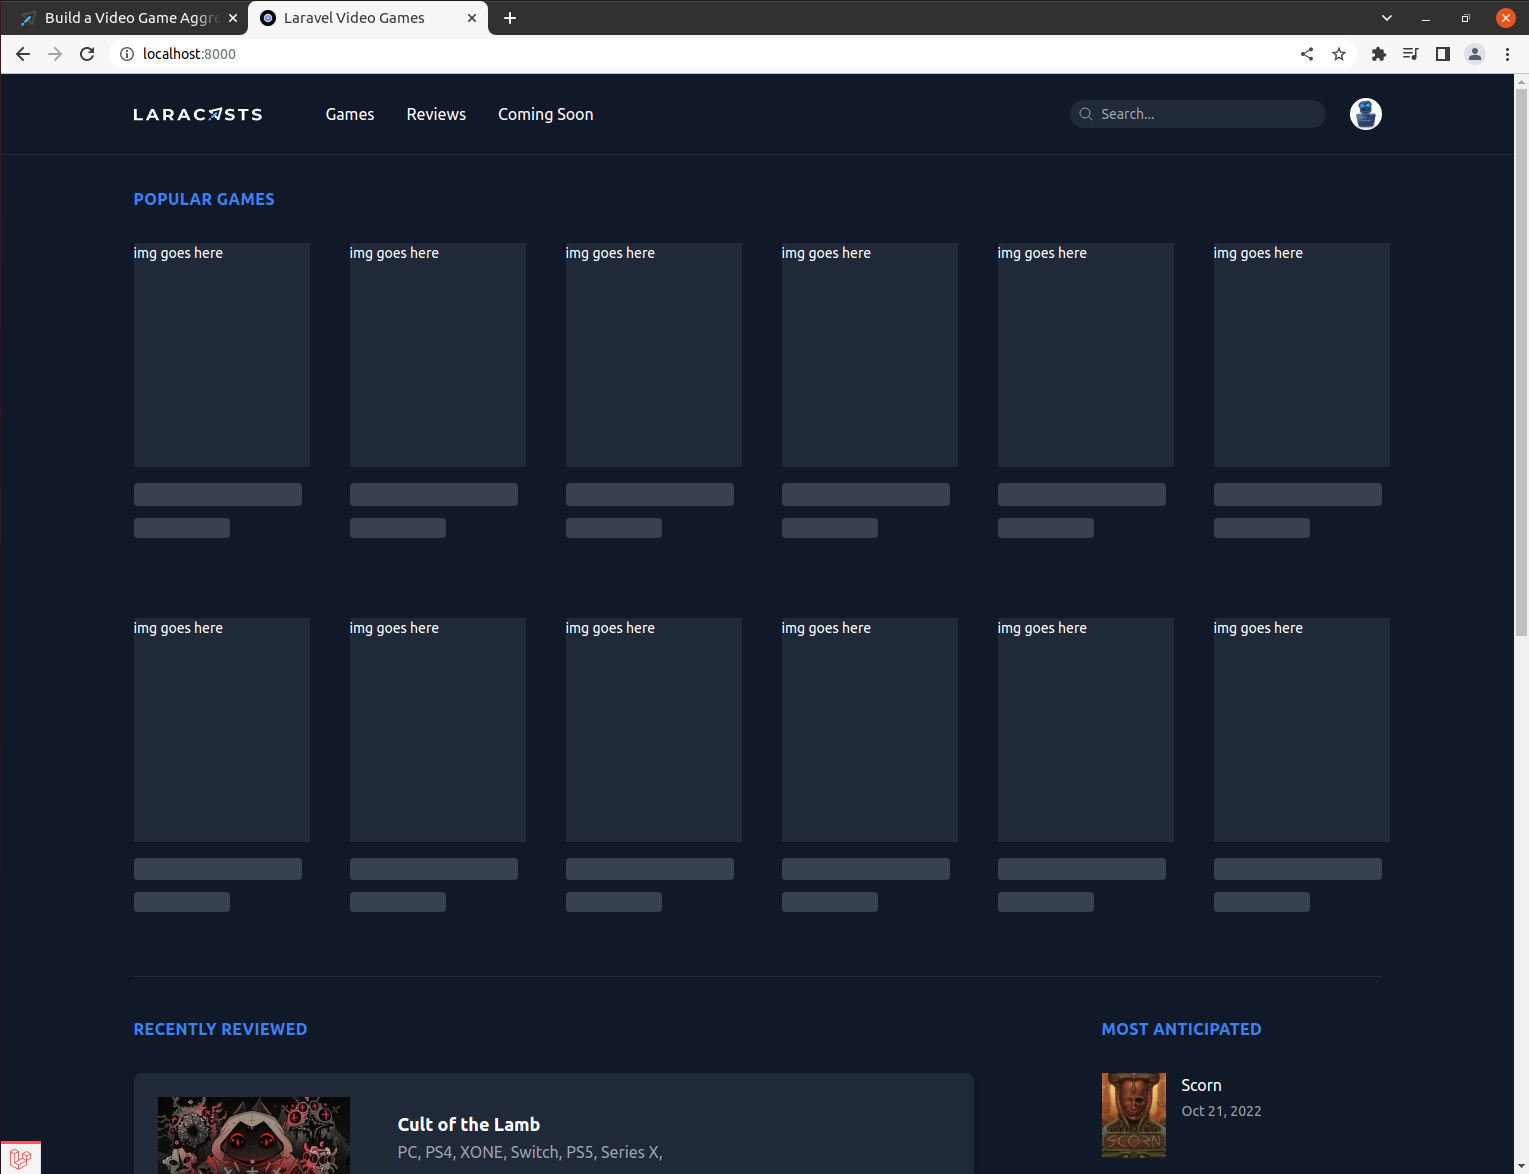 Build a Video Game Aggre
Laravel Video Games
localhost:8000
LARACASTS
Games
Reviews
Coming Soon
Search...
POPULAR GAMES
img goes here
img goes here
img goes here
img goes here
img goes here
img goes here
img goes here
img goes here
img goes here
img goes here
img goes here
img goes here
RECENTLY REVIEWED
MOST ANTICIPATED
Cult of the Lamb
PC, PS4, XONE, Switch, PS5, Series X,
SCORN
Scorn
Oct 21, 2022